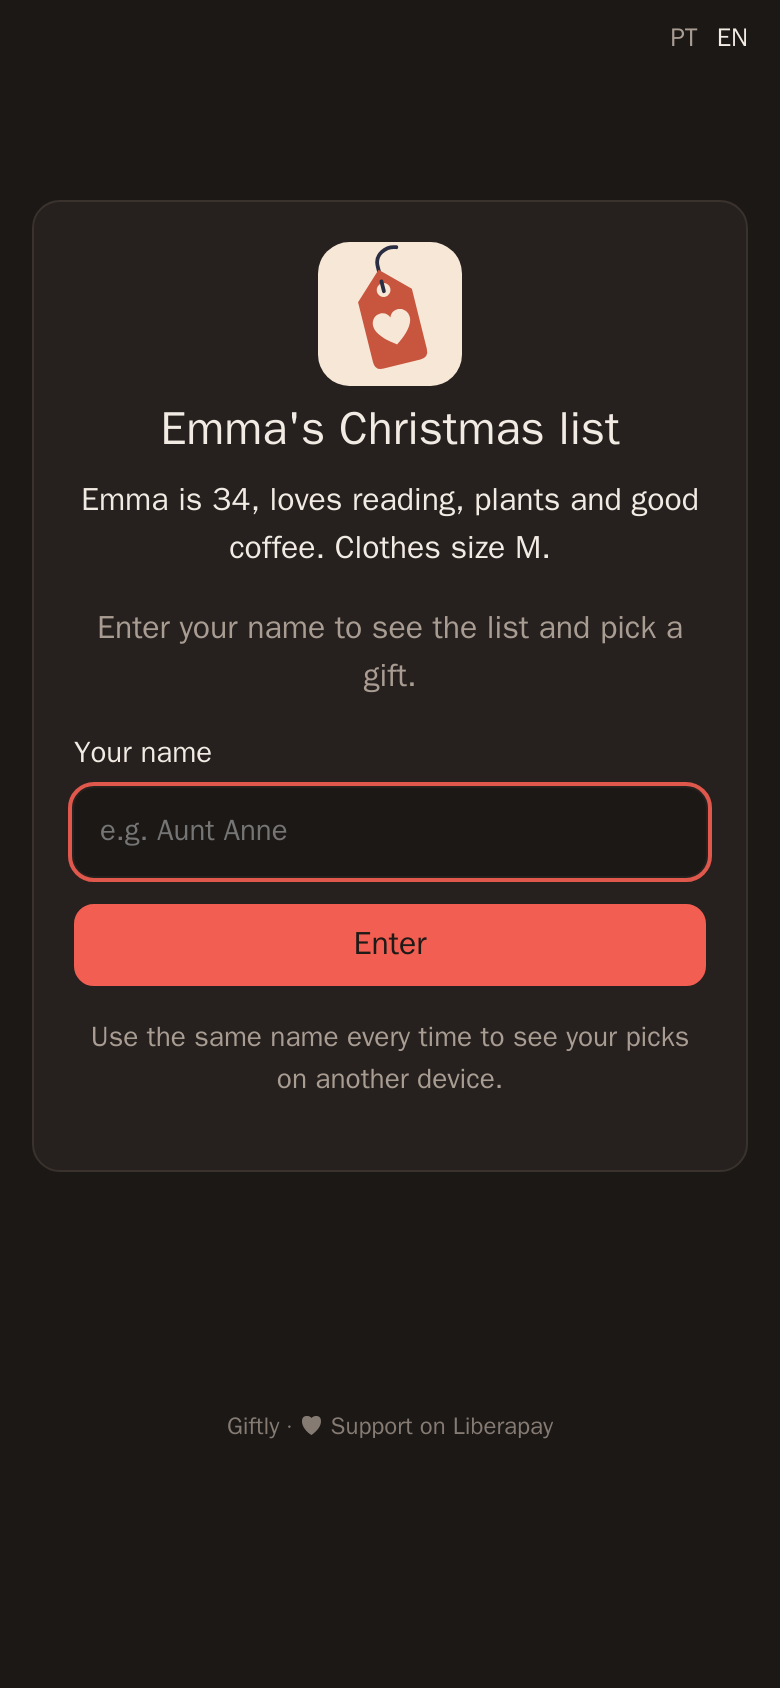 PT EN
Emma's Christmas list
Emma is 34, loves reading, plants and good
coffee. Clothes size M.
Enter your name to see the list and pick a
gift.
Your name
e.g. Aunt Anne
Enter
Use the same name every time to see your picks
on another device.
Giftly · ♥ Support on Liberapay